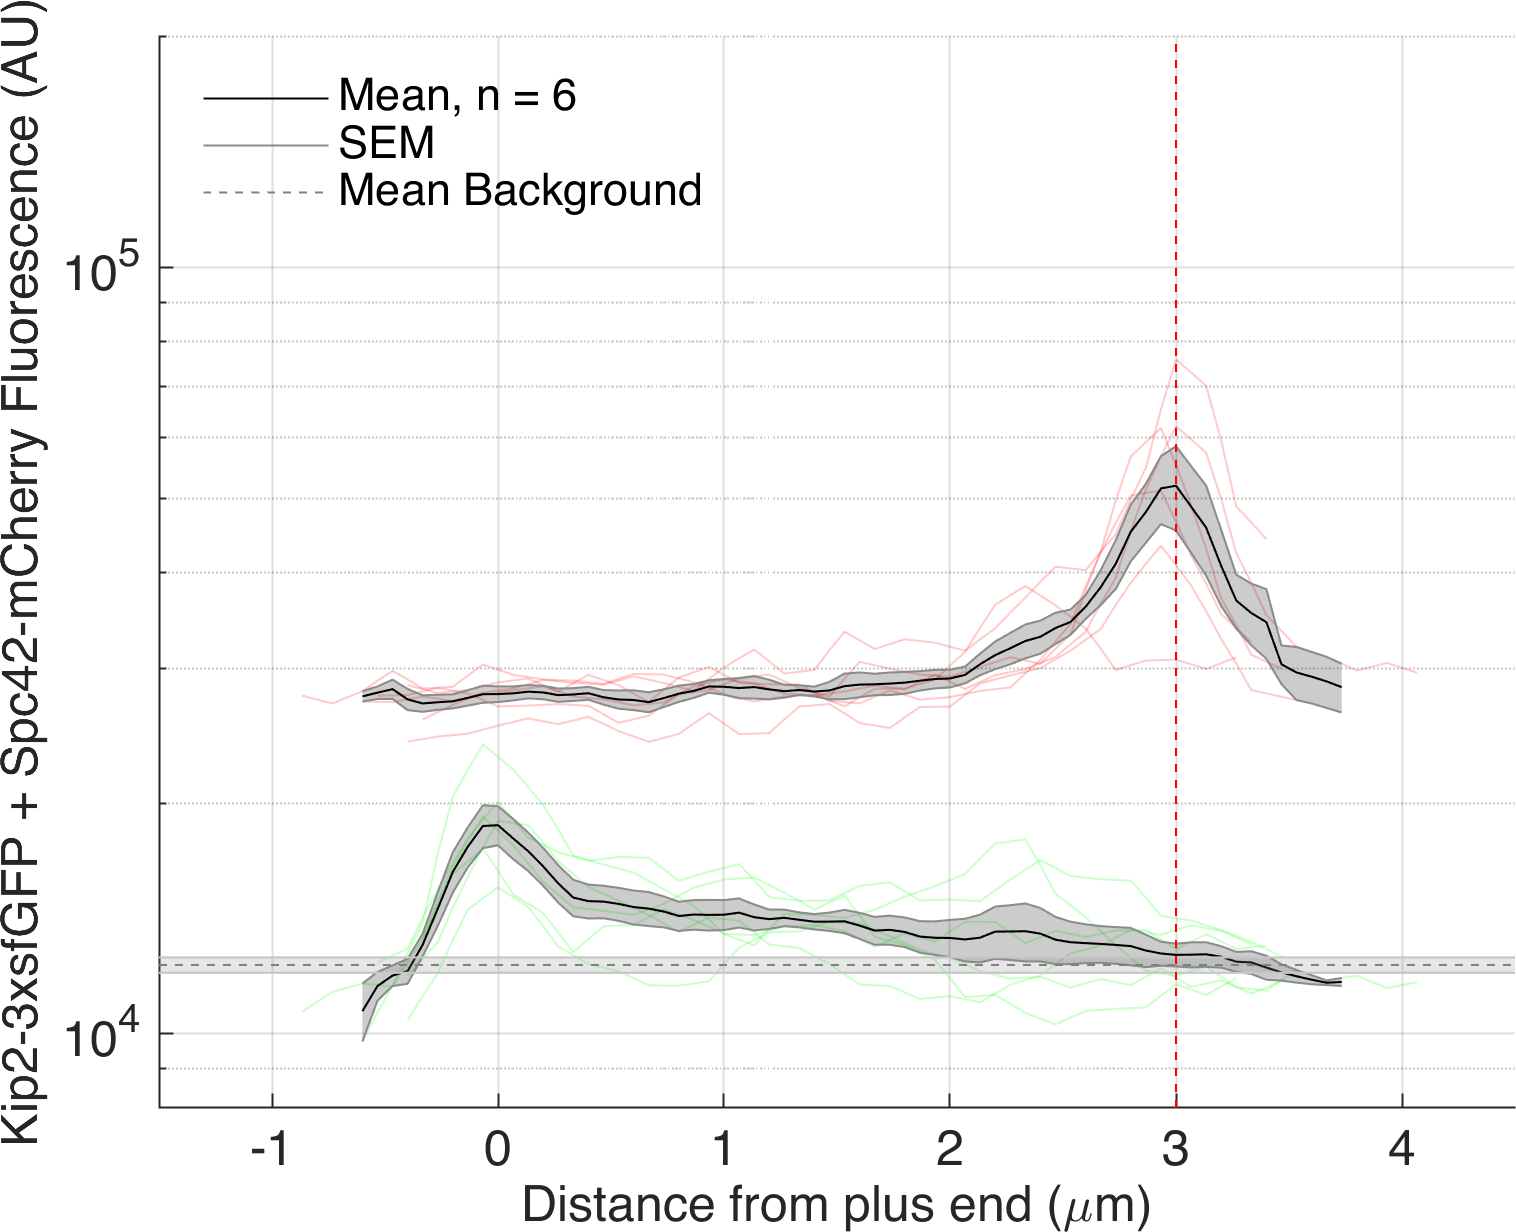 Kip2-3xsfGFP + Spc42-mCherry Fluorescence (AU)
Mean, n = 6
SEM
Mean Background
10^5
10^4
-1 0 1 2 3 4
Distance from plus end (μm)